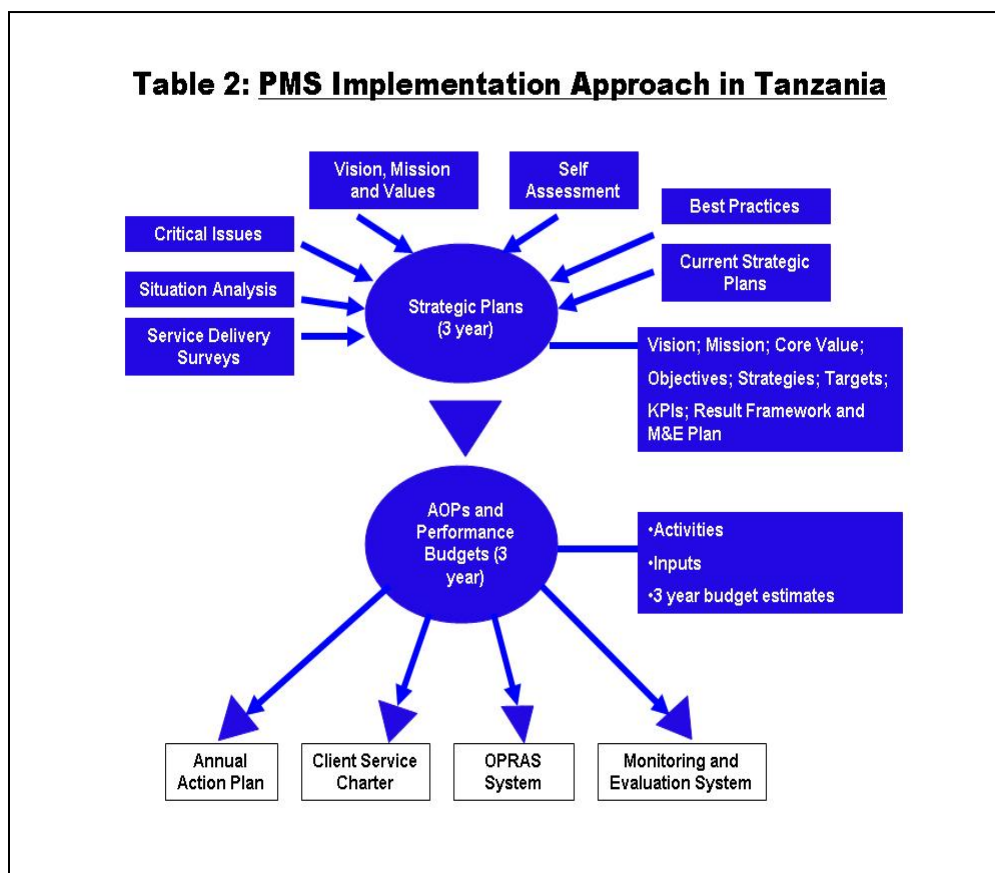 Table 2: PMS Implementation Approach in Tanzania
Vision, Mission
and Values
Self
Assessment
Best Practices
Critical Issues
Current Strategic
Plans
Situation Analysis
Strategic Plans
(3 year)
Service Delivery
Surveys
Vision; Mission; Core Value;
Objectives; Strategies; Targets;
KPIs; Result Framework and
M&E Plan
AOPs and
Performance
Budgets (3
year)
•Activities
•Inputs
•3 year budget estimates
Annual
Action Plan
Client Service
Charter
OPRAS
System
Monitoring and
Evaluation System